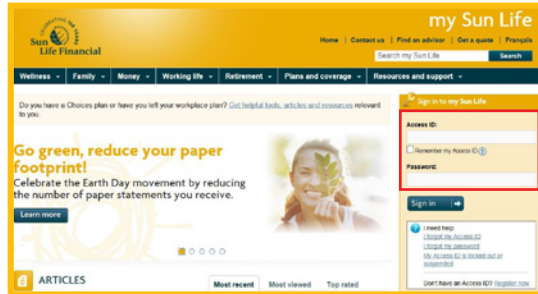 my Sun Life
CELEBRATING
Sun
Life Financial
Home | Contact us | Find an advisor | Get a quote | Français
Search my Sun Life
Search
Wellness Family Money Working life Retirement Plans and coverage Resources and support
Do you have a Choices plan or have you left your workplace plan? Get helpful tools, articles and resources relevant
to you.
Sign in to my Sun Life
Access ID:
Remember my Access ID (?)
Password:
Go green, reduce your paper
footprint!
Celebrate the Earth Day movement by reducing
the number of paper statements you receive.
Learn more
Sign in
I need help:
I forgot my Access ID
I forgot my password
My Access ID is locked out or
suspended
Don't have an Access ID? Register now
ARTICLES
Most recent Most viewed Top rated